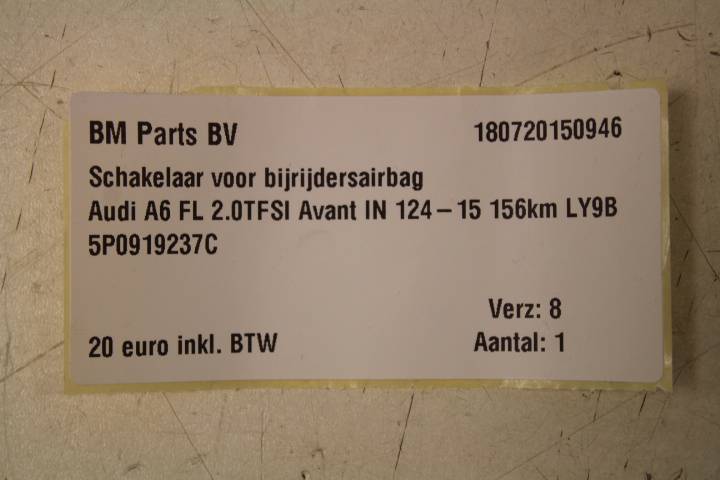 BM Parts BV 180720150946
Schakelaar voor bijrijdersairbag
Audi A6 FL 2.0TFSI Avant IN 124-15 156km LY9B
5P0919237C
Verz: 8
20 euro inkl. BTW Aantal: 1